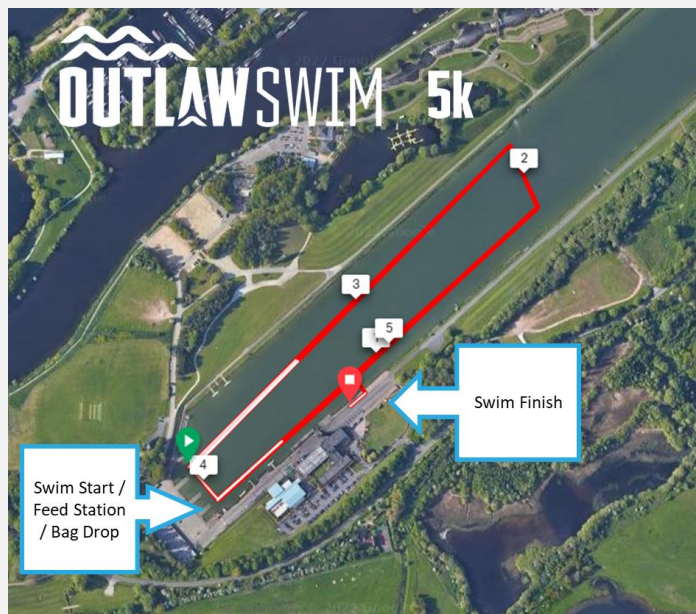 OUTLAWSWIM 5k
2
3
5
Swim Finish
4
Swim Start /
Feed Station
/ Bag Drop